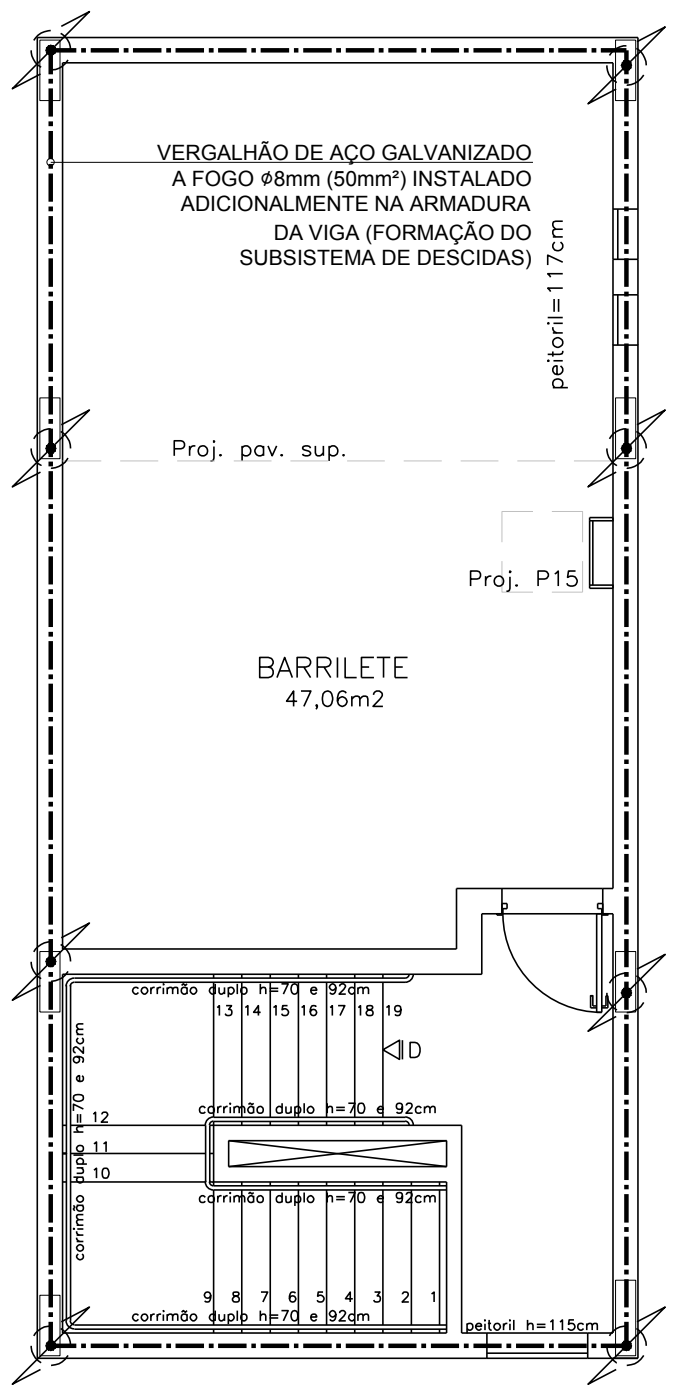 VERGALHÃO DE AÇO GALVANIZADO
A FOGO ø8mm (50mm²) INSTALADO
ADICIONALMENTE NA ARMADURA
DA VIGA (FORMAÇÃO DO
SUBSISTEMA DE DESCIDAS)
peitoril=117cm
Proj. pav. sup.
Proj. P15
BARRILETE
47,06m2
corrimão duplo h=70 e 92cm
13 14 15 16 17 18 19
D
corrimão duplo h=70 e 92cm
corrimão duplo h=70 e 92cm
12
11
10
corrimão duplo h=70 e 92cm
9 8 7 6 5 4 3 2 1
corrimão duplo h=70 e 92cm
peitoril h=115cm